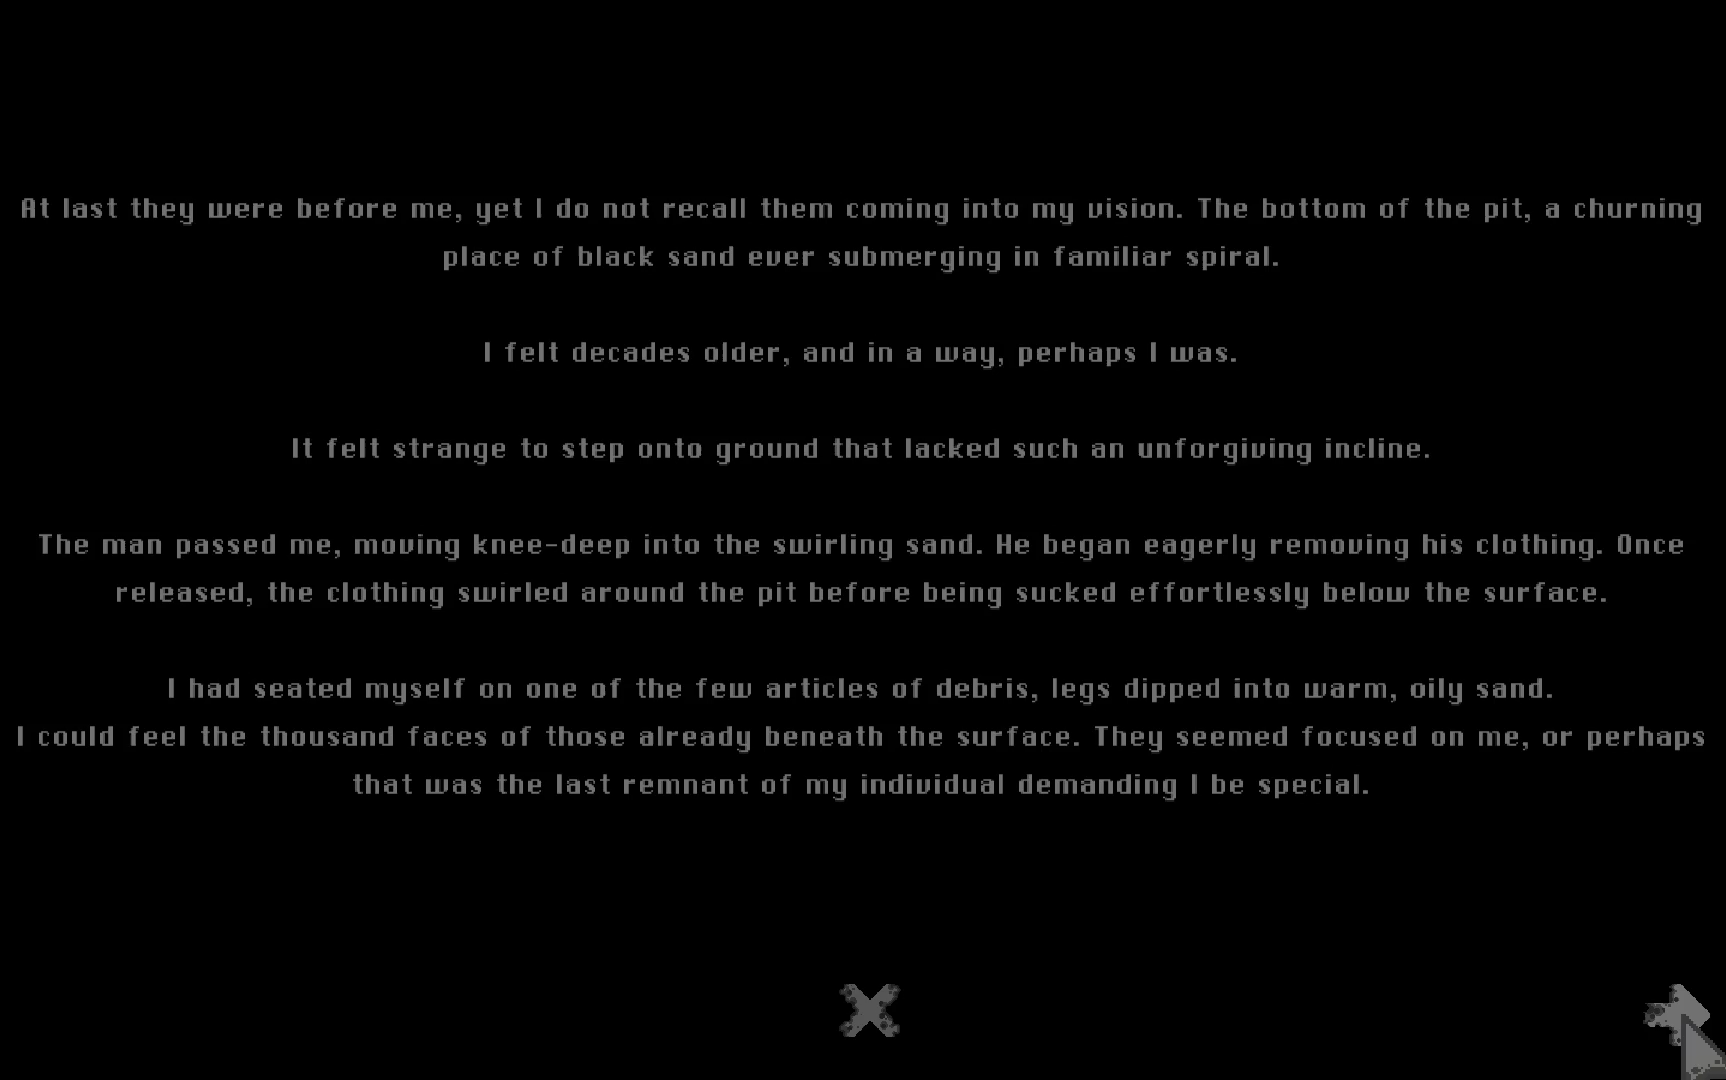 At last they were before me, yet I do not recall them coming into my vision. The bottom of the pit, a churning
place of black sand ever submerging in familiar spiral.
I felt decades older, and in a way, perhaps I was.
It felt strange to step onto ground that lacked such an unforgiving incline.
The man passed me, moving knee-deep into the swirling sand. He began eagerly removing his clothing. Once
released, the clothing swirled around the pit before being sucked effortlessly below the surface.
I had seated myself on one of the few articles of debris, legs dipped into warm, oily sand.
I could feel the thousand faces of those already beneath the surface. They seemed focused on me, or perhaps
that was the last remnant of my individual demanding I be special.